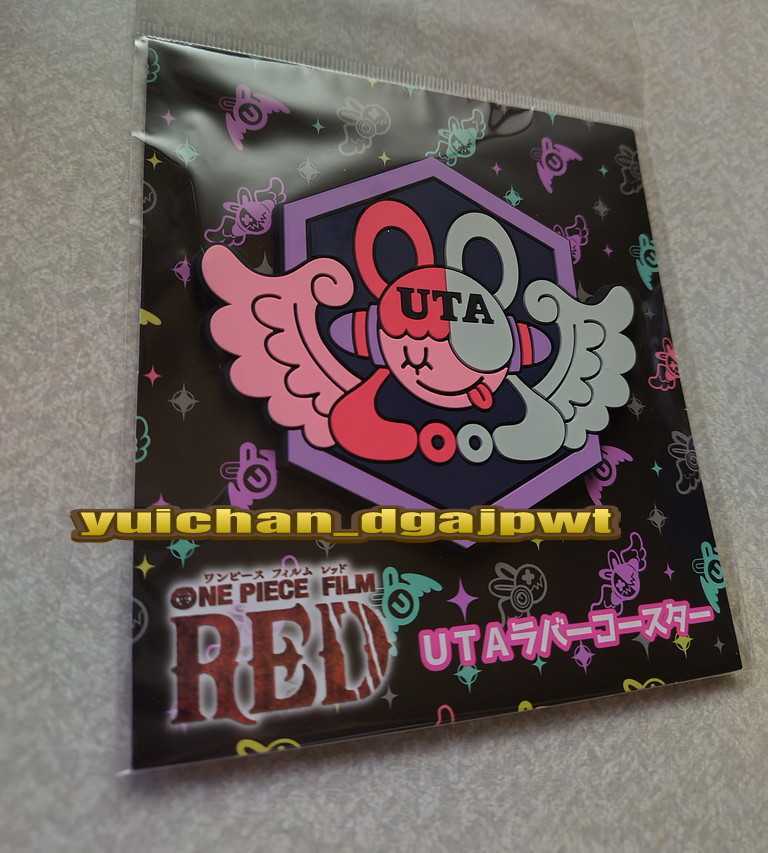 UTA
yuichan_dgajpwt
ワンピース フィルム レッド
ONE PIECE FILM
RED
UTAラバーコースター